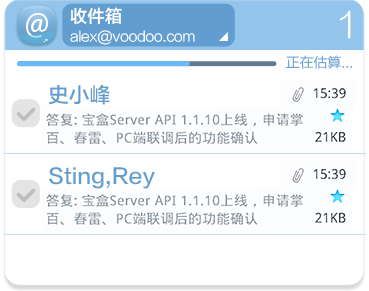 @ 收件箱 1
alex@voodoo.com
正在估算...
史小峰 15:39
答复: 宝盒Server API 1.1.10上线，申请掌
百、春雷、PC端联调后的功能确认 21KB
Sting,Rey 15:39
答复: 宝盒Server API 1.1.10上线，申请掌
百、春雷、PC端联调后的功能确认 21KB